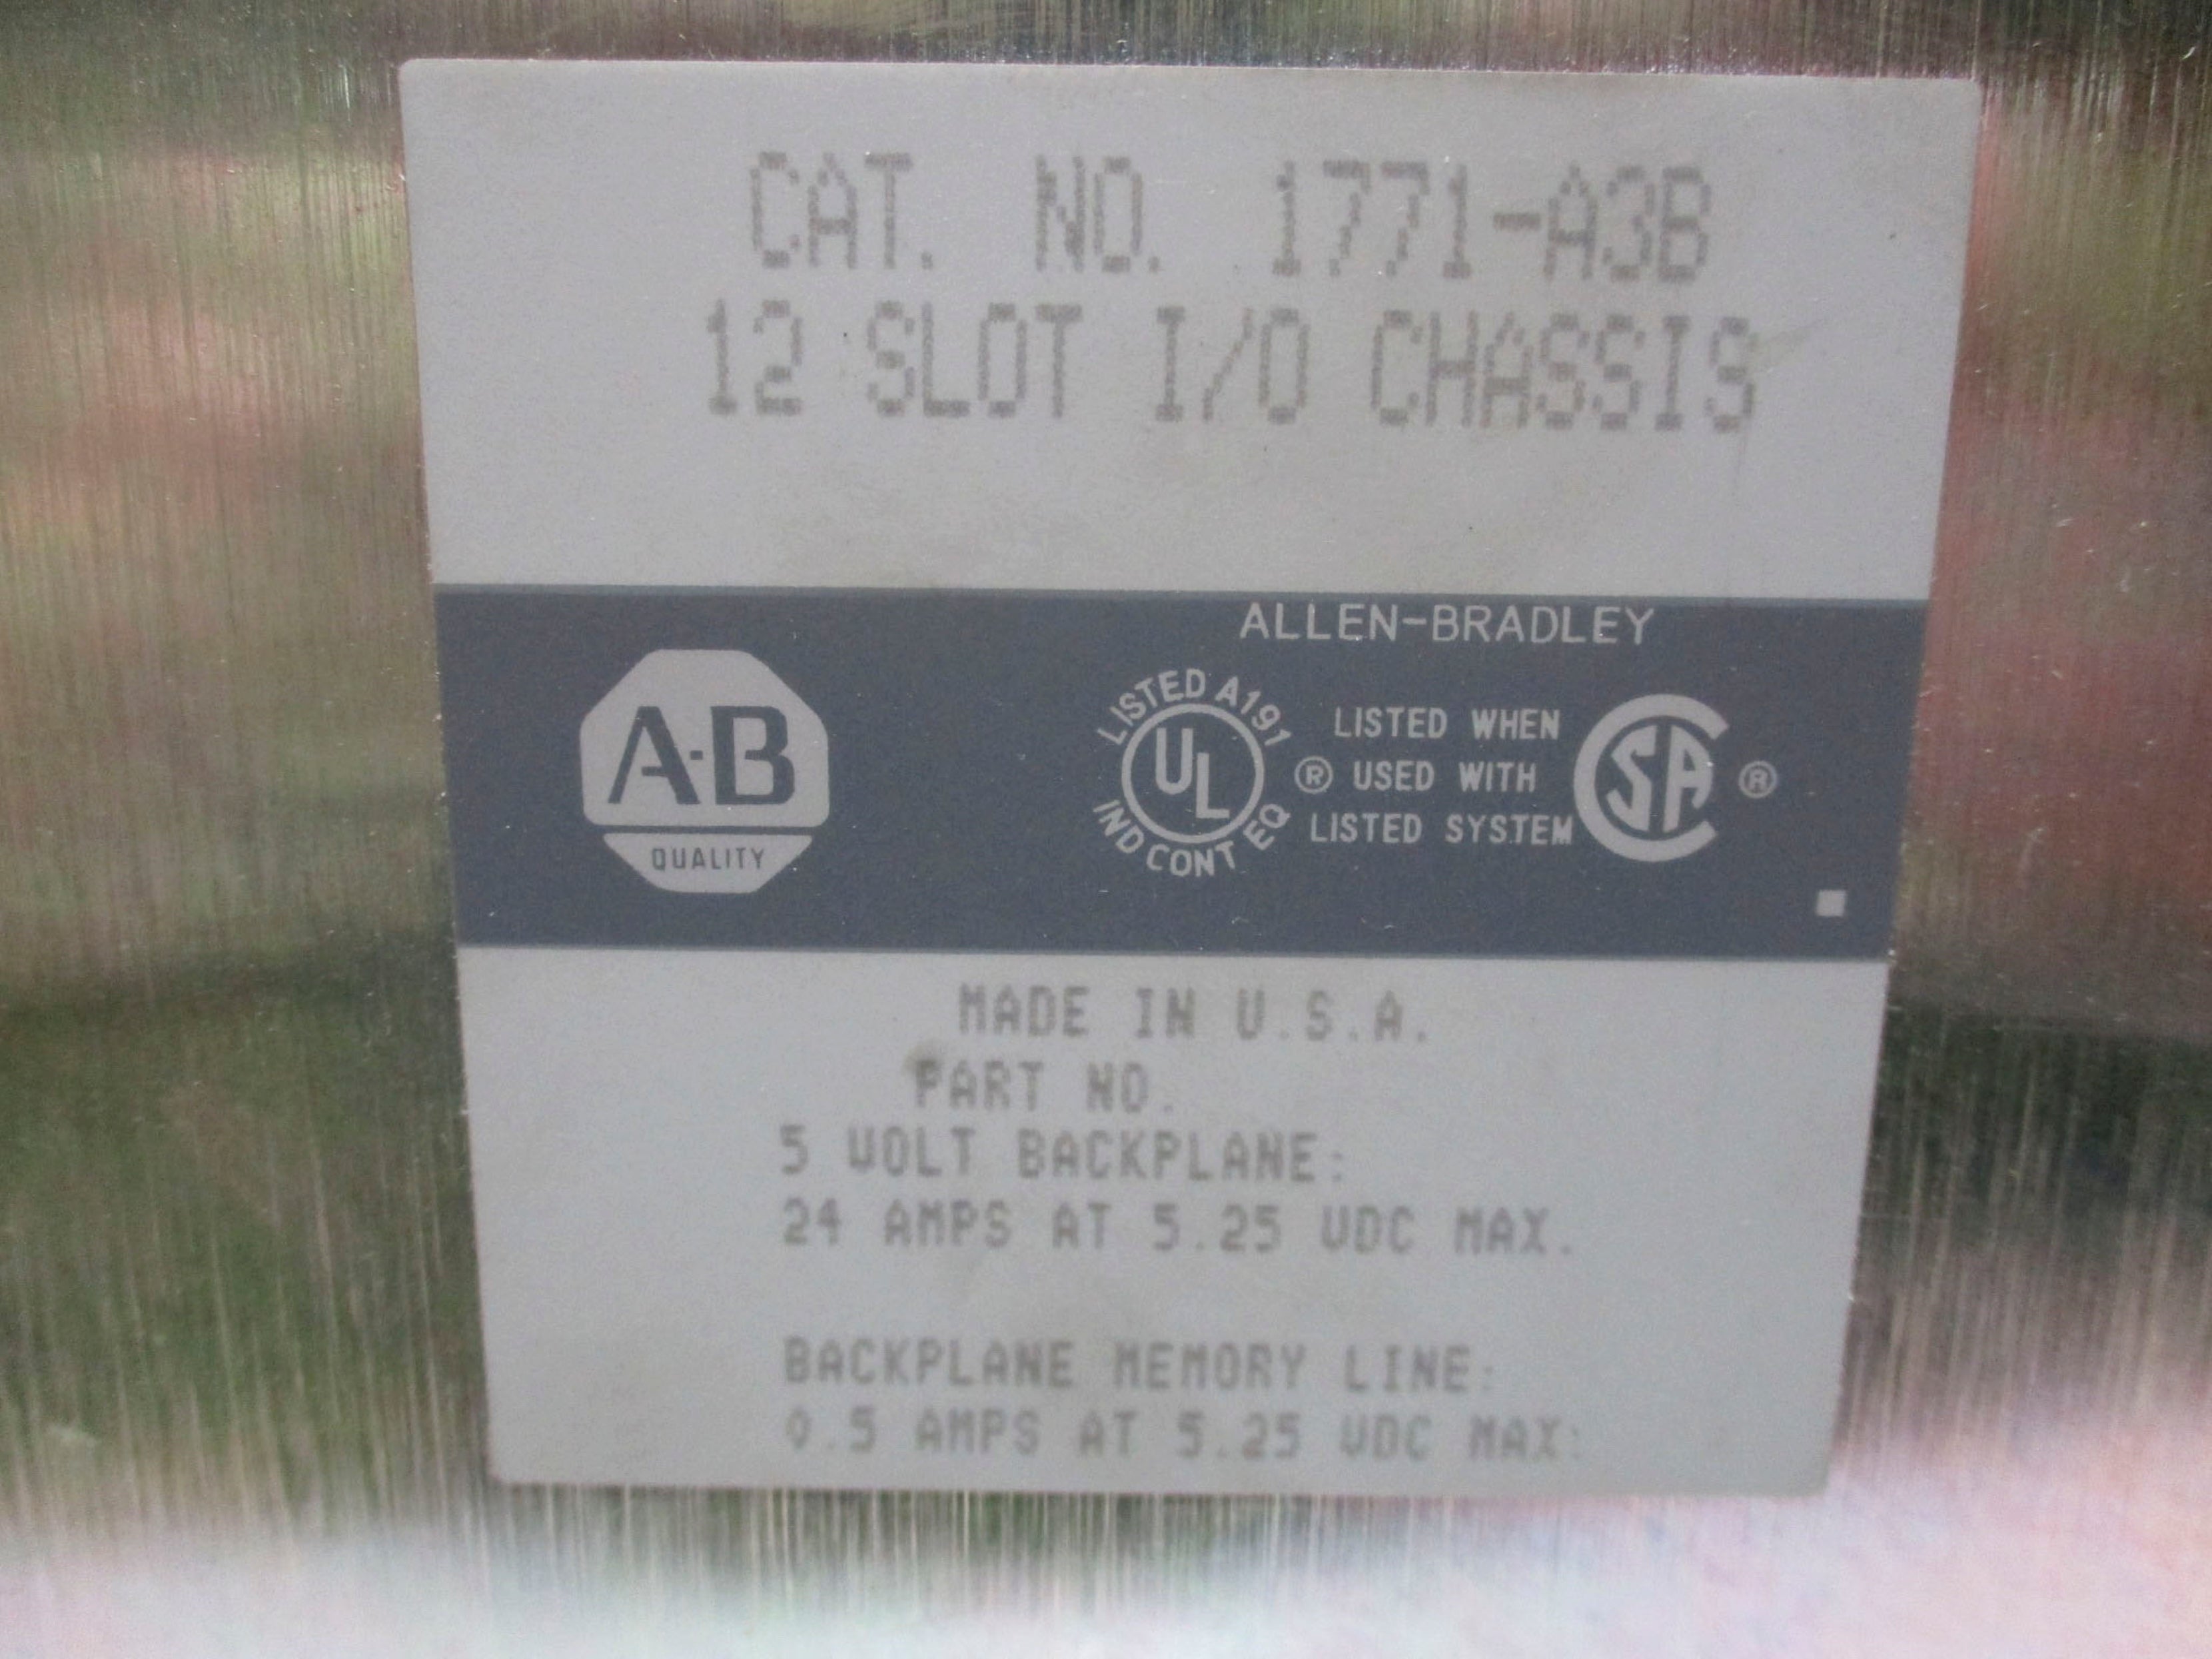 CAT. NO. 1771-A3B
12 SLOT I/O CHASSIS
ALLEN-BRADLEY
A-B
QUALITY
LISTED A191
UL
IND CONT EQ
®
LISTED WHEN
USED WITH
LISTED SYSTEM
CSA
®
MADE IN U.S.A.
PART NO.
5 VOLT BACKPLANE:
24 AMPS AT 5.25 VDC MAX.
BACKPLANE MEMORY LINE:
0.5 AMPS AT 5.25 VDC MAX: